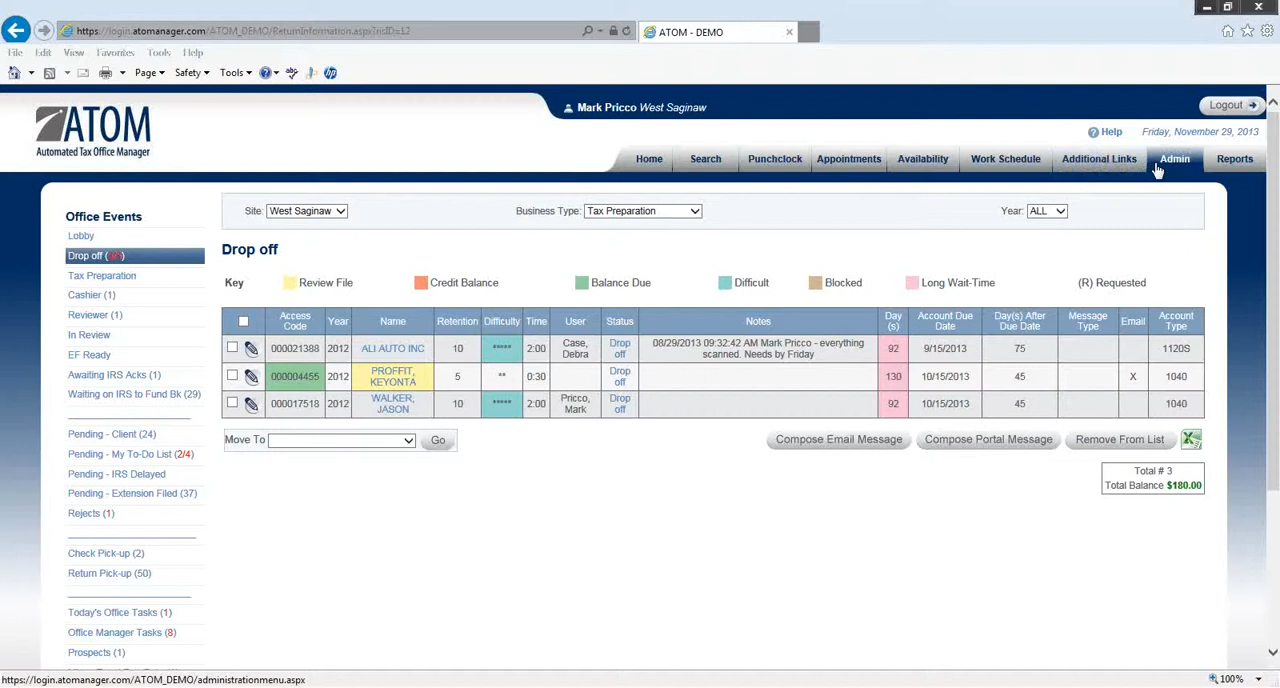 https://login.atomanager.com/ATOM_DEMO/ReturnInformation.aspx?risID=12
ATOM - DEMO
File Edit View Favorites Tools Help
Page Safety Tools
ATOM
Automated Tax Office Manager
Mark Pricco West Saginaw
Logout
Help Friday, November 29, 2013
Home Search Punchclock Appointments Availability Work Schedule Additional Links Admin Reports
Office Events
Lobby
Drop off
Tax Preparation
Cashier (1)
Reviewer (1)
In Review
EF Ready
Awaiting IRS Acks (1)
Waiting on IRS to Fund Bk (29)
Pending - Client (24)
Pending - My To-Do List (2/4)
Pending - IRS Delayed
Pending - Extension Filed (37)
Rejects (1)
Check Pick-up (2)
Return Pick-up (50)
Today's Office Tasks (1)
Office Manager Tasks (8)
Prospects (1)
Site: West Saginaw Business Type: Tax Preparation Year: ALL
Drop off
Key Review File Credit Balance Balance Due Difficult Blocked Long Wait-Time (R) Requested
Access Code Year Name Retention Difficulty Time User Status Notes Day(s) Account Due Date Day(s) After Due Date Message Type Email Account Type
000021388 2012 ALI AUTO INC 10 ***** 2:00 Case, Debra Drop off 08/29/2013 09:32:42 AM Mark Pricco - everything scanned. Needs by Friday 92 9/15/2013 75 1120S
000004455 2012 PROFFIT, KEYONTA 5 ** 0:30 Drop off 130 10/15/2013 45 X 1040
000017518 2012 WALKER, JASON 10 ***** 2:00 Pricco, Mark Drop off 92 10/15/2013 45 1040
Move To Go Compose Email Message Compose Portal Message Remove From List
Total # 3
Total Balance $180.00
https://login.atomanager.com/ATOM_DEMO/administrationmenu.aspx
100%